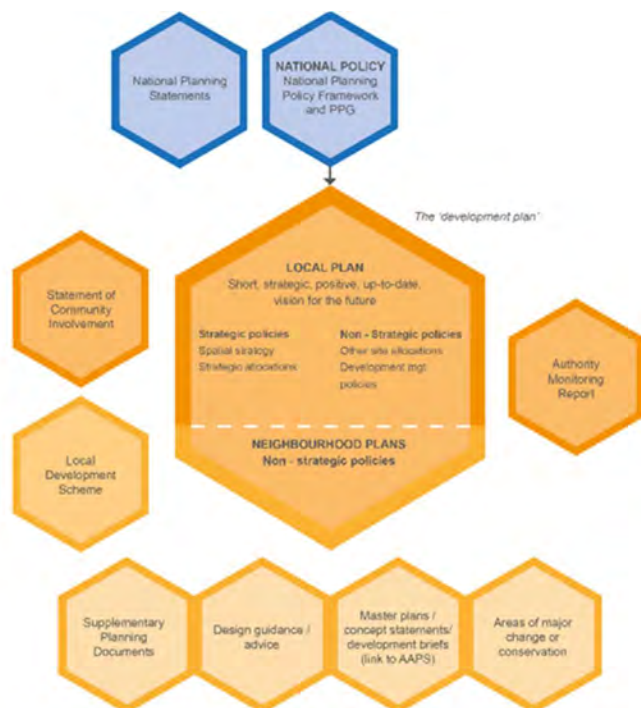 National Planning
Statements
NATIONAL POLICY
National Planning
Policy Framework
and PPG
The 'development plan'
LOCAL PLAN
Short, strategic, positive, up-to-date,
vision for the future
Strategic policies
Spatial strategy
Strategic allocations
Non - Strategic policies
Other site allocations
Development mgt
policies
NEIGHBOURHOOD PLANS
Non - strategic policies
Statement of
Community
Involvement
Authority
Monitoring
Report
Local
Development
Scheme
Supplementary
Planning
Documents
Design guidance /
advice
Master plans /
concept statements/
development briefs
(link to AAPS)
Areas of major
change or
conservation